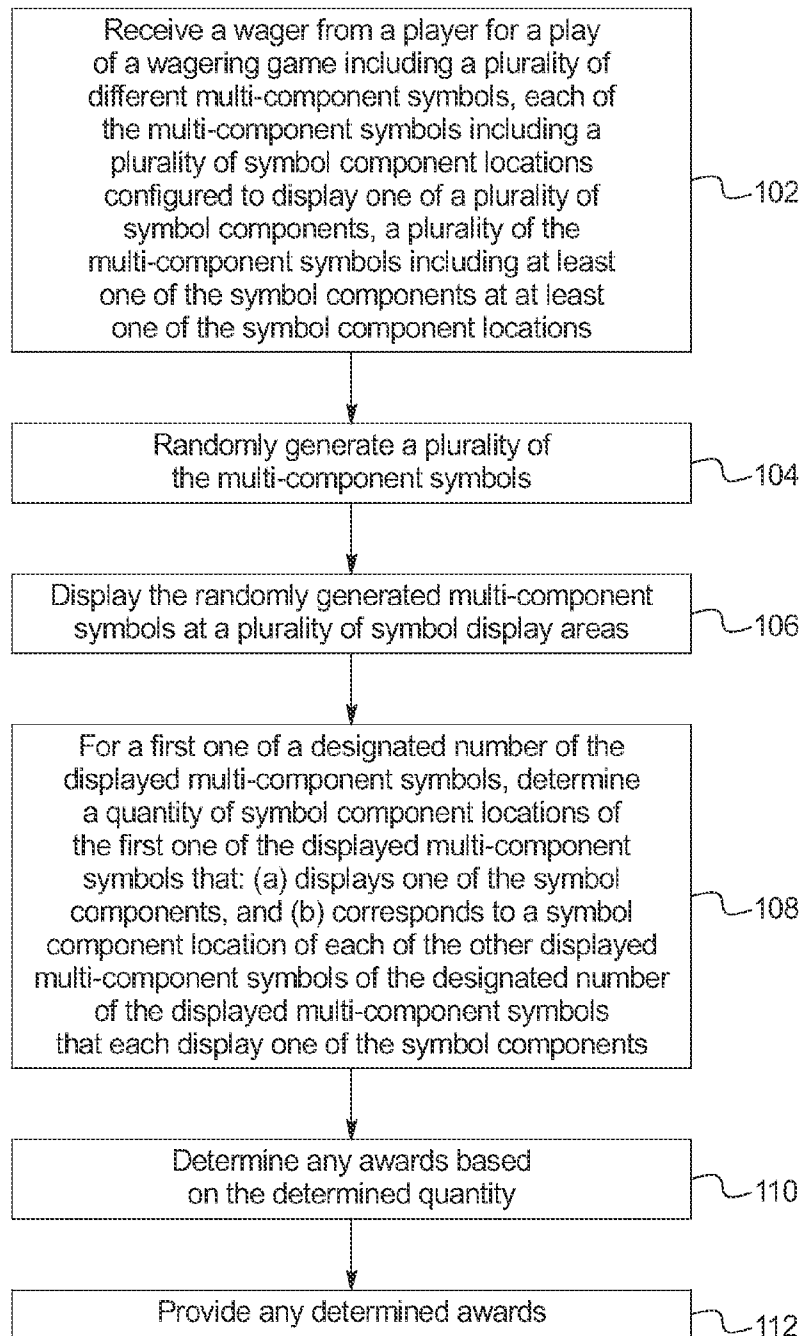 Receive a wager from a player for a play
of a wagering game including a plurality of
different multi-component symbols, each of
the multi-component symbols including a
plurality of symbol component locations
configured to display one of a plurality of
symbol components, a plurality of the
multi-component symbols including at least
one of the symbol components at at least
one of the symbol component locations
102
Randomly generate a plurality of
the multi-component symbols
104
Display the randomly generated multi-component
symbols at a plurality of symbol display areas
106
For a first one of a designated number of the
displayed multi-component symbols, determine
a quantity of symbol component locations of
the first one of the displayed multi-component
symbols that: (a) displays one of the symbol
components, and (b) corresponds to a symbol
component location of each of the other displayed
multi-component symbols of the designated number
of the displayed multi-component symbols
that each display one of the symbol components
108
Determine any awards based
on the determined quantity
110
Provide any determined awards
112